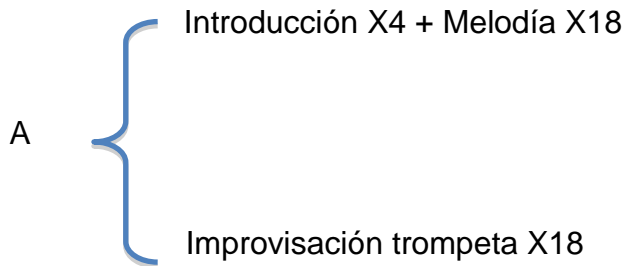 Introducción X4 + Melodía X18
A
Improvisación trompeta X18